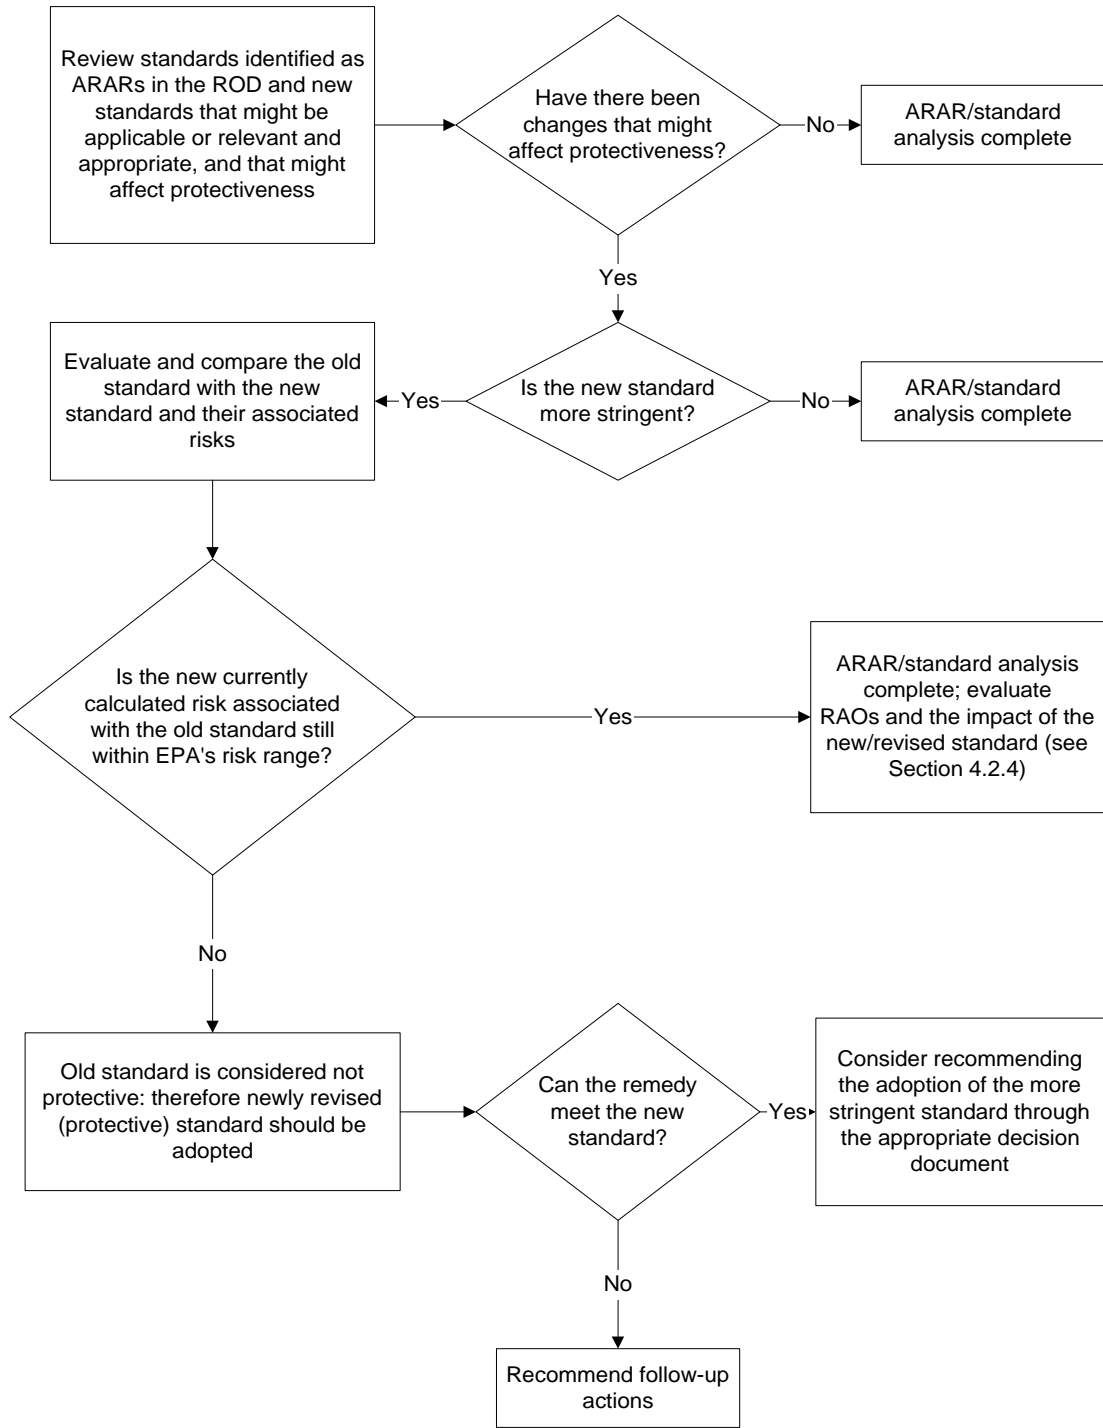 Review standards identified as
ARARs in the ROD and new
standards that might be
applicable or relevant and
appropriate, and that might
affect protectiveness
Have there been
changes that might
affect protectiveness?
No
ARAR/standard
analysis complete
Yes
Is the new standard
more stringent?
No
ARAR/standard
analysis complete
Yes
Evaluate and compare the old
standard with the new
standard and their associated
risks
Is the new currently
calculated risk associated
with the old standard still
within EPA's risk range?
Yes
ARAR/standard analysis
complete; evaluate
RAOs and the impact of the
new/revised standard (see
Section 4.2.4)
No
Old standard is considered not
protective: therefore newly revised
(protective) standard should be
adopted
Can the remedy
meet the new
standard?
Yes
Consider recommending
the adoption of the more
stringent standard through
the appropriate decision
document
No
Recommend follow-up
actions